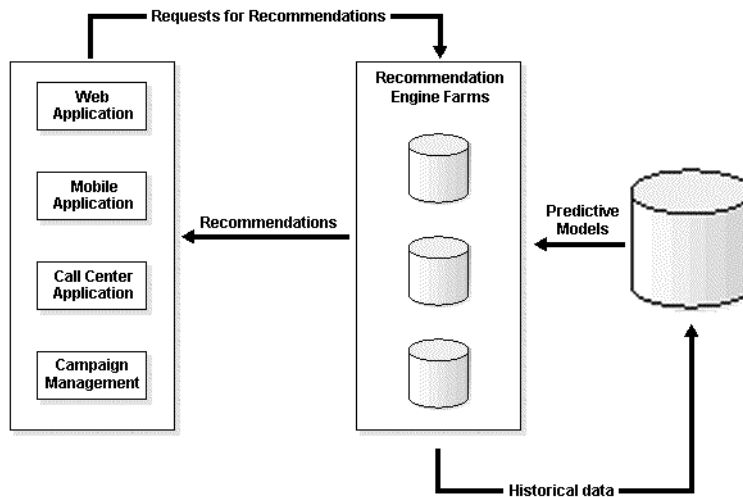 Requests for Recommendations
Web
Application
Mobile
Application
Call Center
Application
Campaign
Management
Recommendations
Recommendation
Engine Farms
Predictive
Models
Historical data